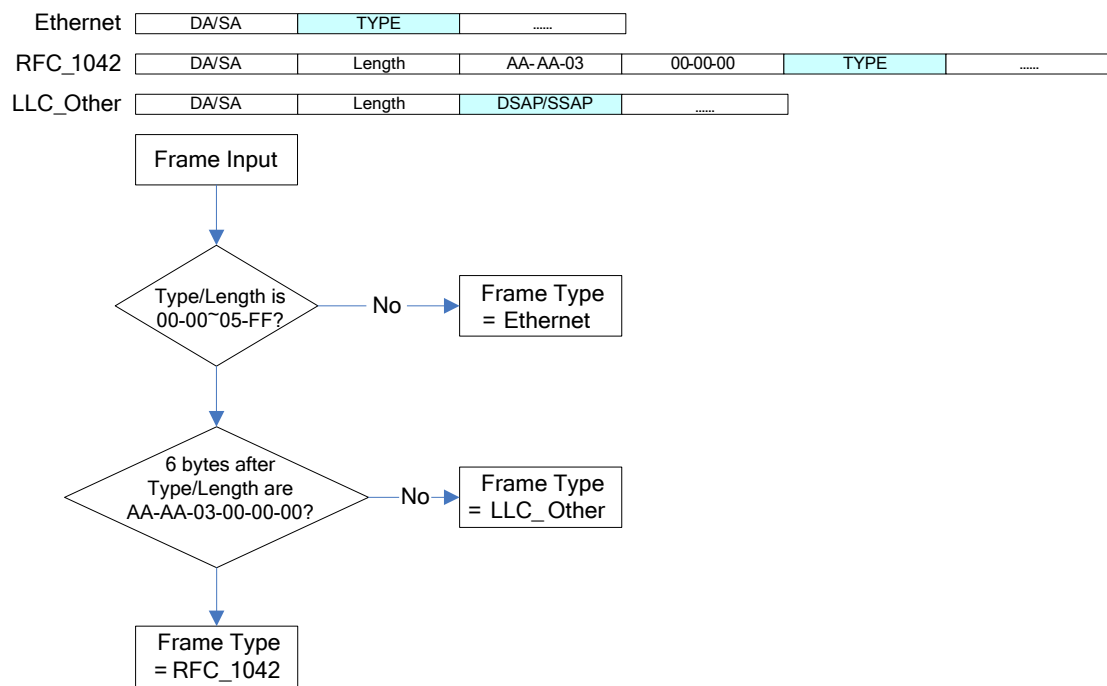 Ethernet DA/SA TYPE ......
RFC_1042 DA/SA Length AA-AA-03 00-00-00 TYPE ......
LLC_Other DA/SA Length DSAP/SSAP ......
Frame Input
Type/Length is
00-00~05-FF?
No
Frame Type
= Ethernet
6 bytes after
Type/Length are
AA-AA-03-00-00-00?
No
Frame Type
= LLC_Other
Frame Type
= RFC_1042